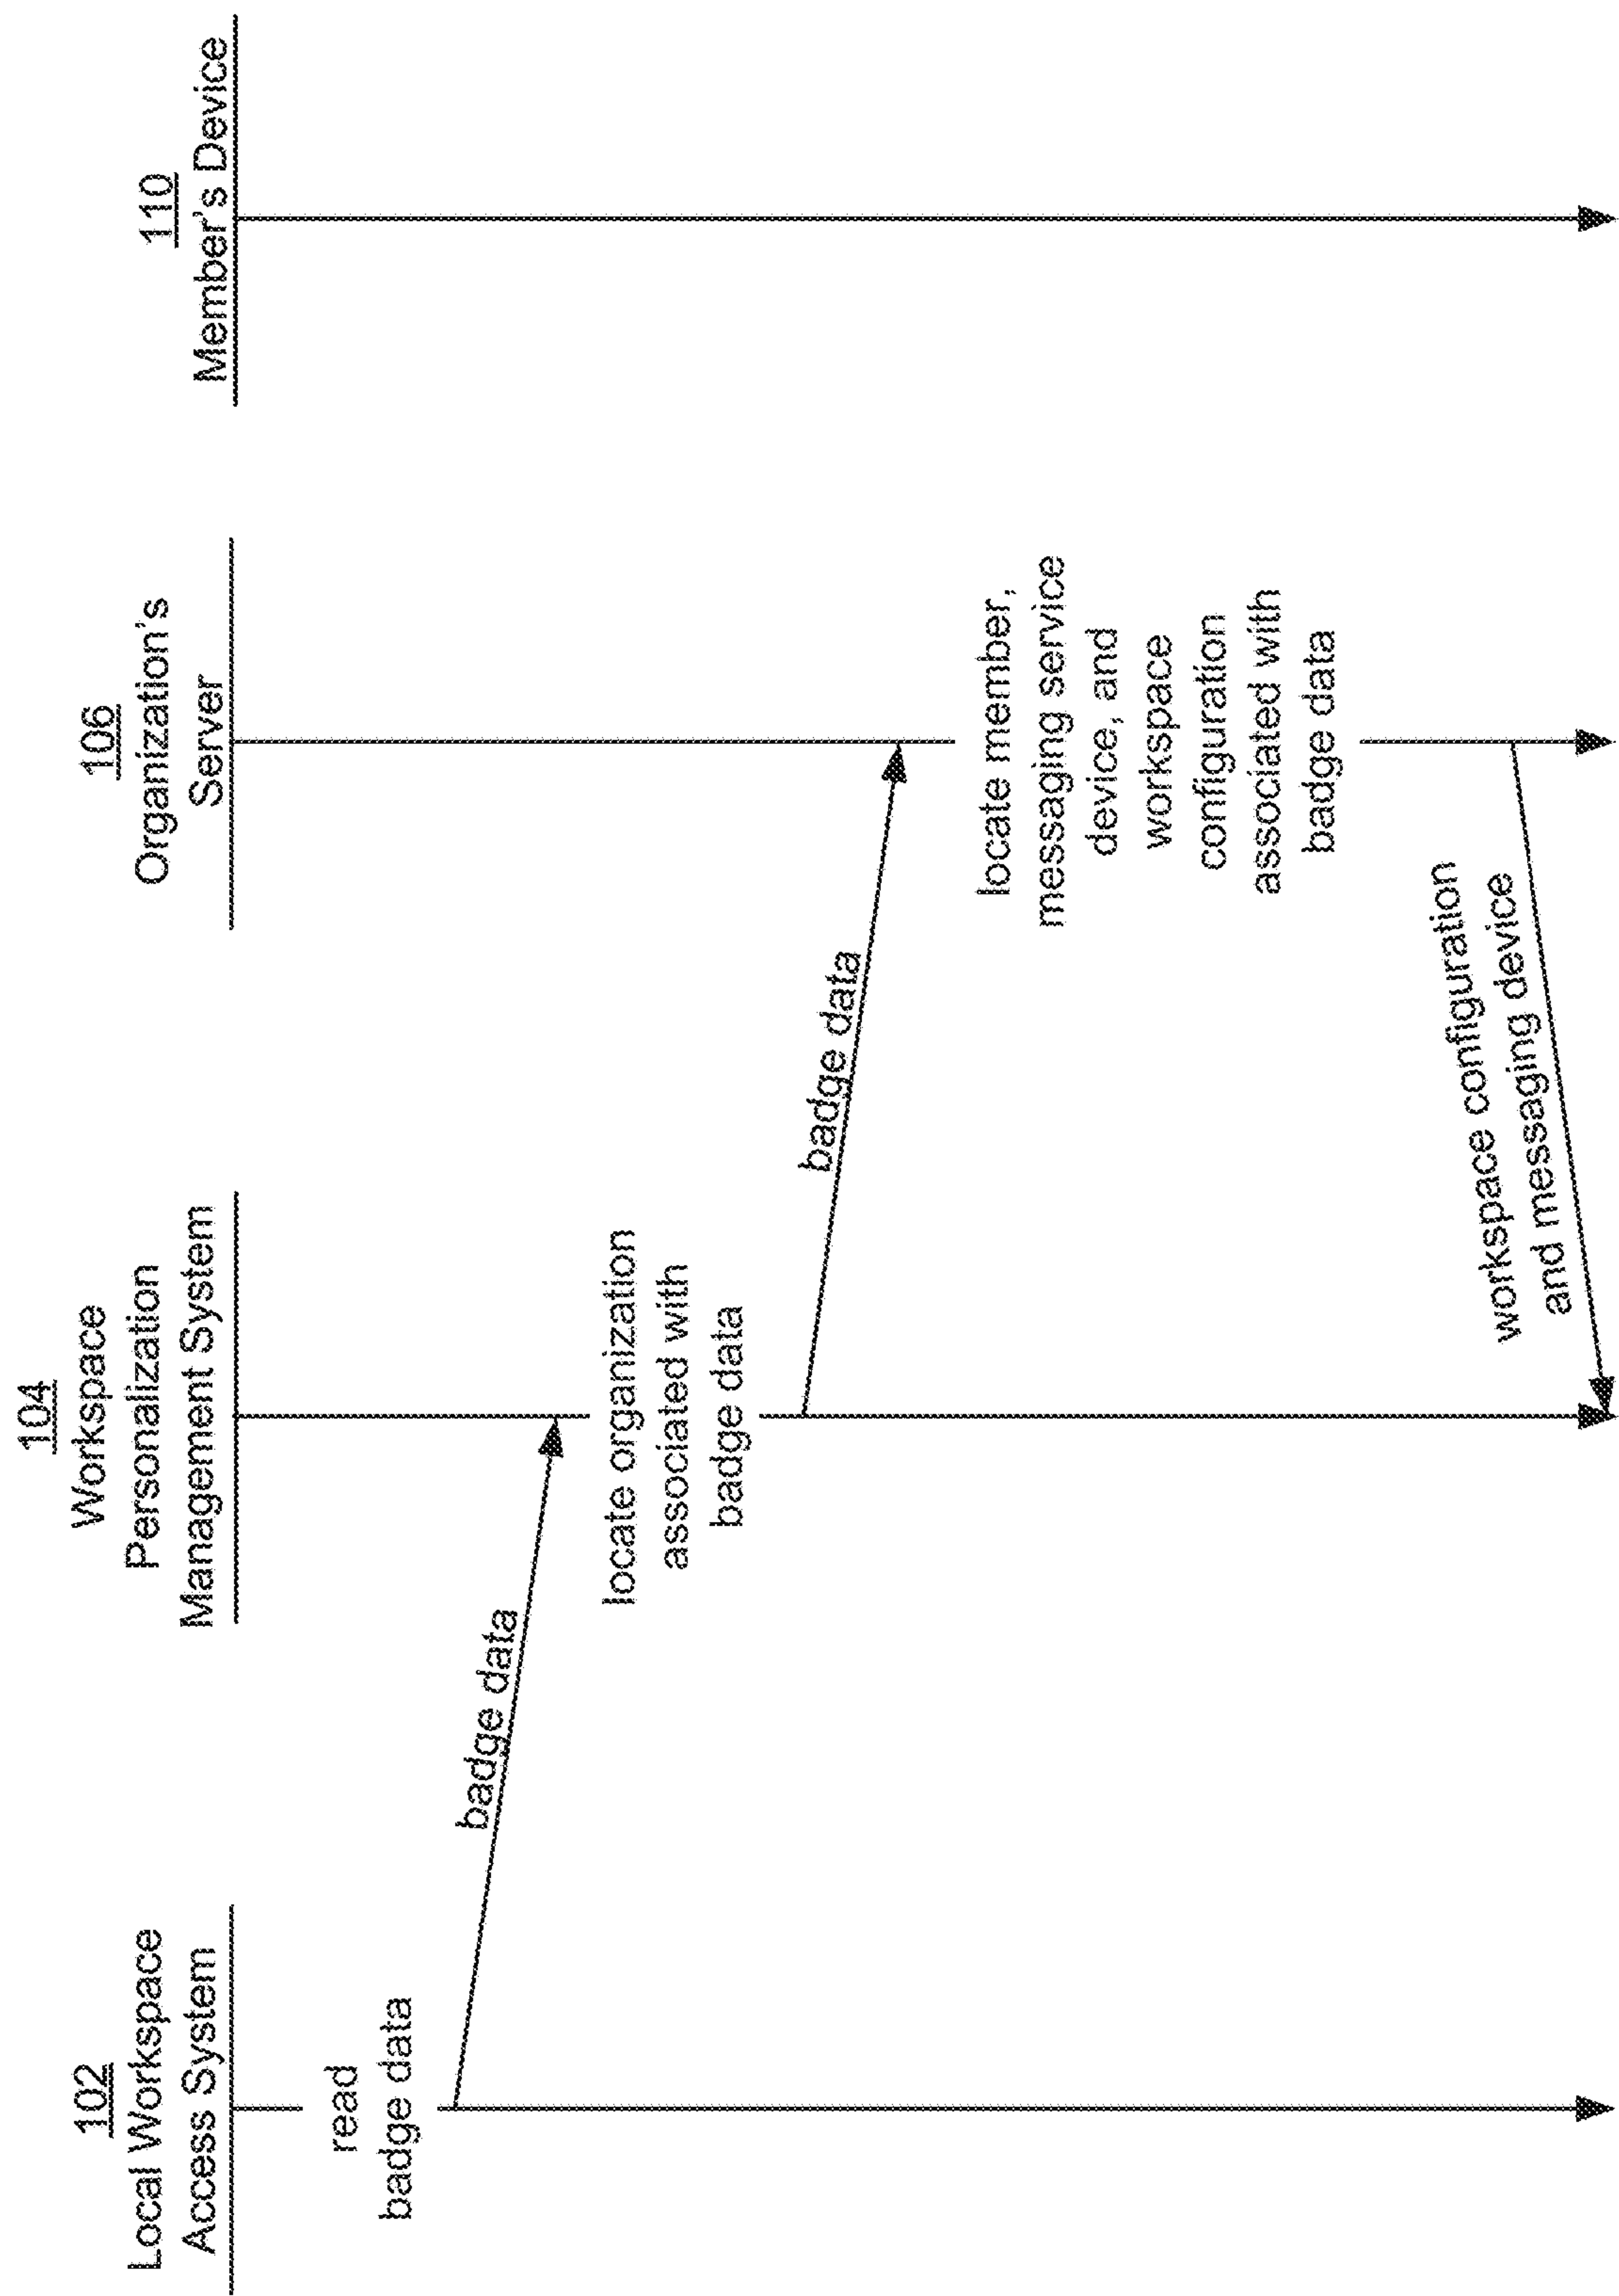 102
Local Workspace
Access System
104
Workspace
Personalization
Management System
106
Organization's
Server
110
Member's Device
read
badge data
badge data
locate organization
associated with
badge data
badge data
locate member,
messaging service
device, and
workspace
configuration
associated with
badge data
workspace configuration
and messaging device